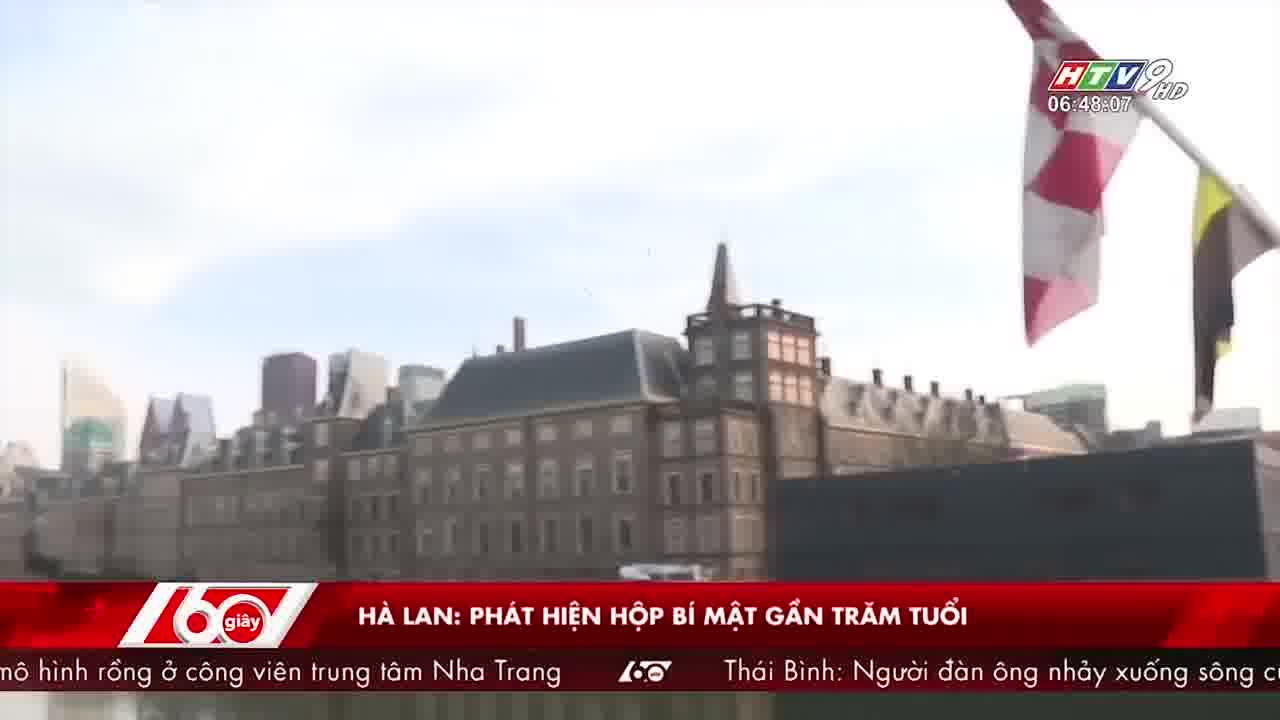 HTV9 HD
06:48:07
60 giây
HÀ LAN: PHÁT HIỆN HỘP BÍ MẬT GẦN TRĂM TUỔI
mô hình rồng ở công viên trung tâm Nha Trang 60 giây Thái Bình: Người đàn ông nhảy xuống sông